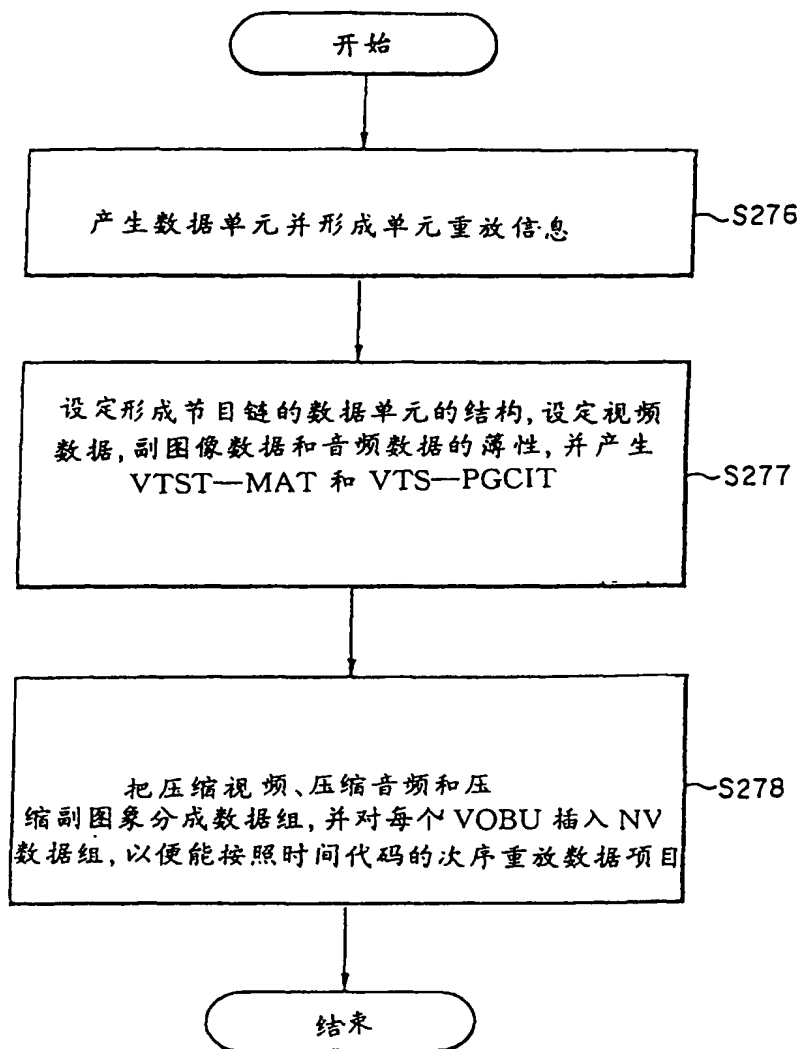 开始
产生数据单元并形成单元重放信息
S276
设定形成节目链的数据单元的结构,设定视频
数据,副图像数据和音频数据的薄性,并产生
VTST—MAT 和 VTS—PGCIT
S277
把压缩视频、压缩音频和压
缩副图象分成数据组,并对每个 VOBU 插入 NV
数据组,以便能按照时间代码的次序重放数据项目
S278
结束